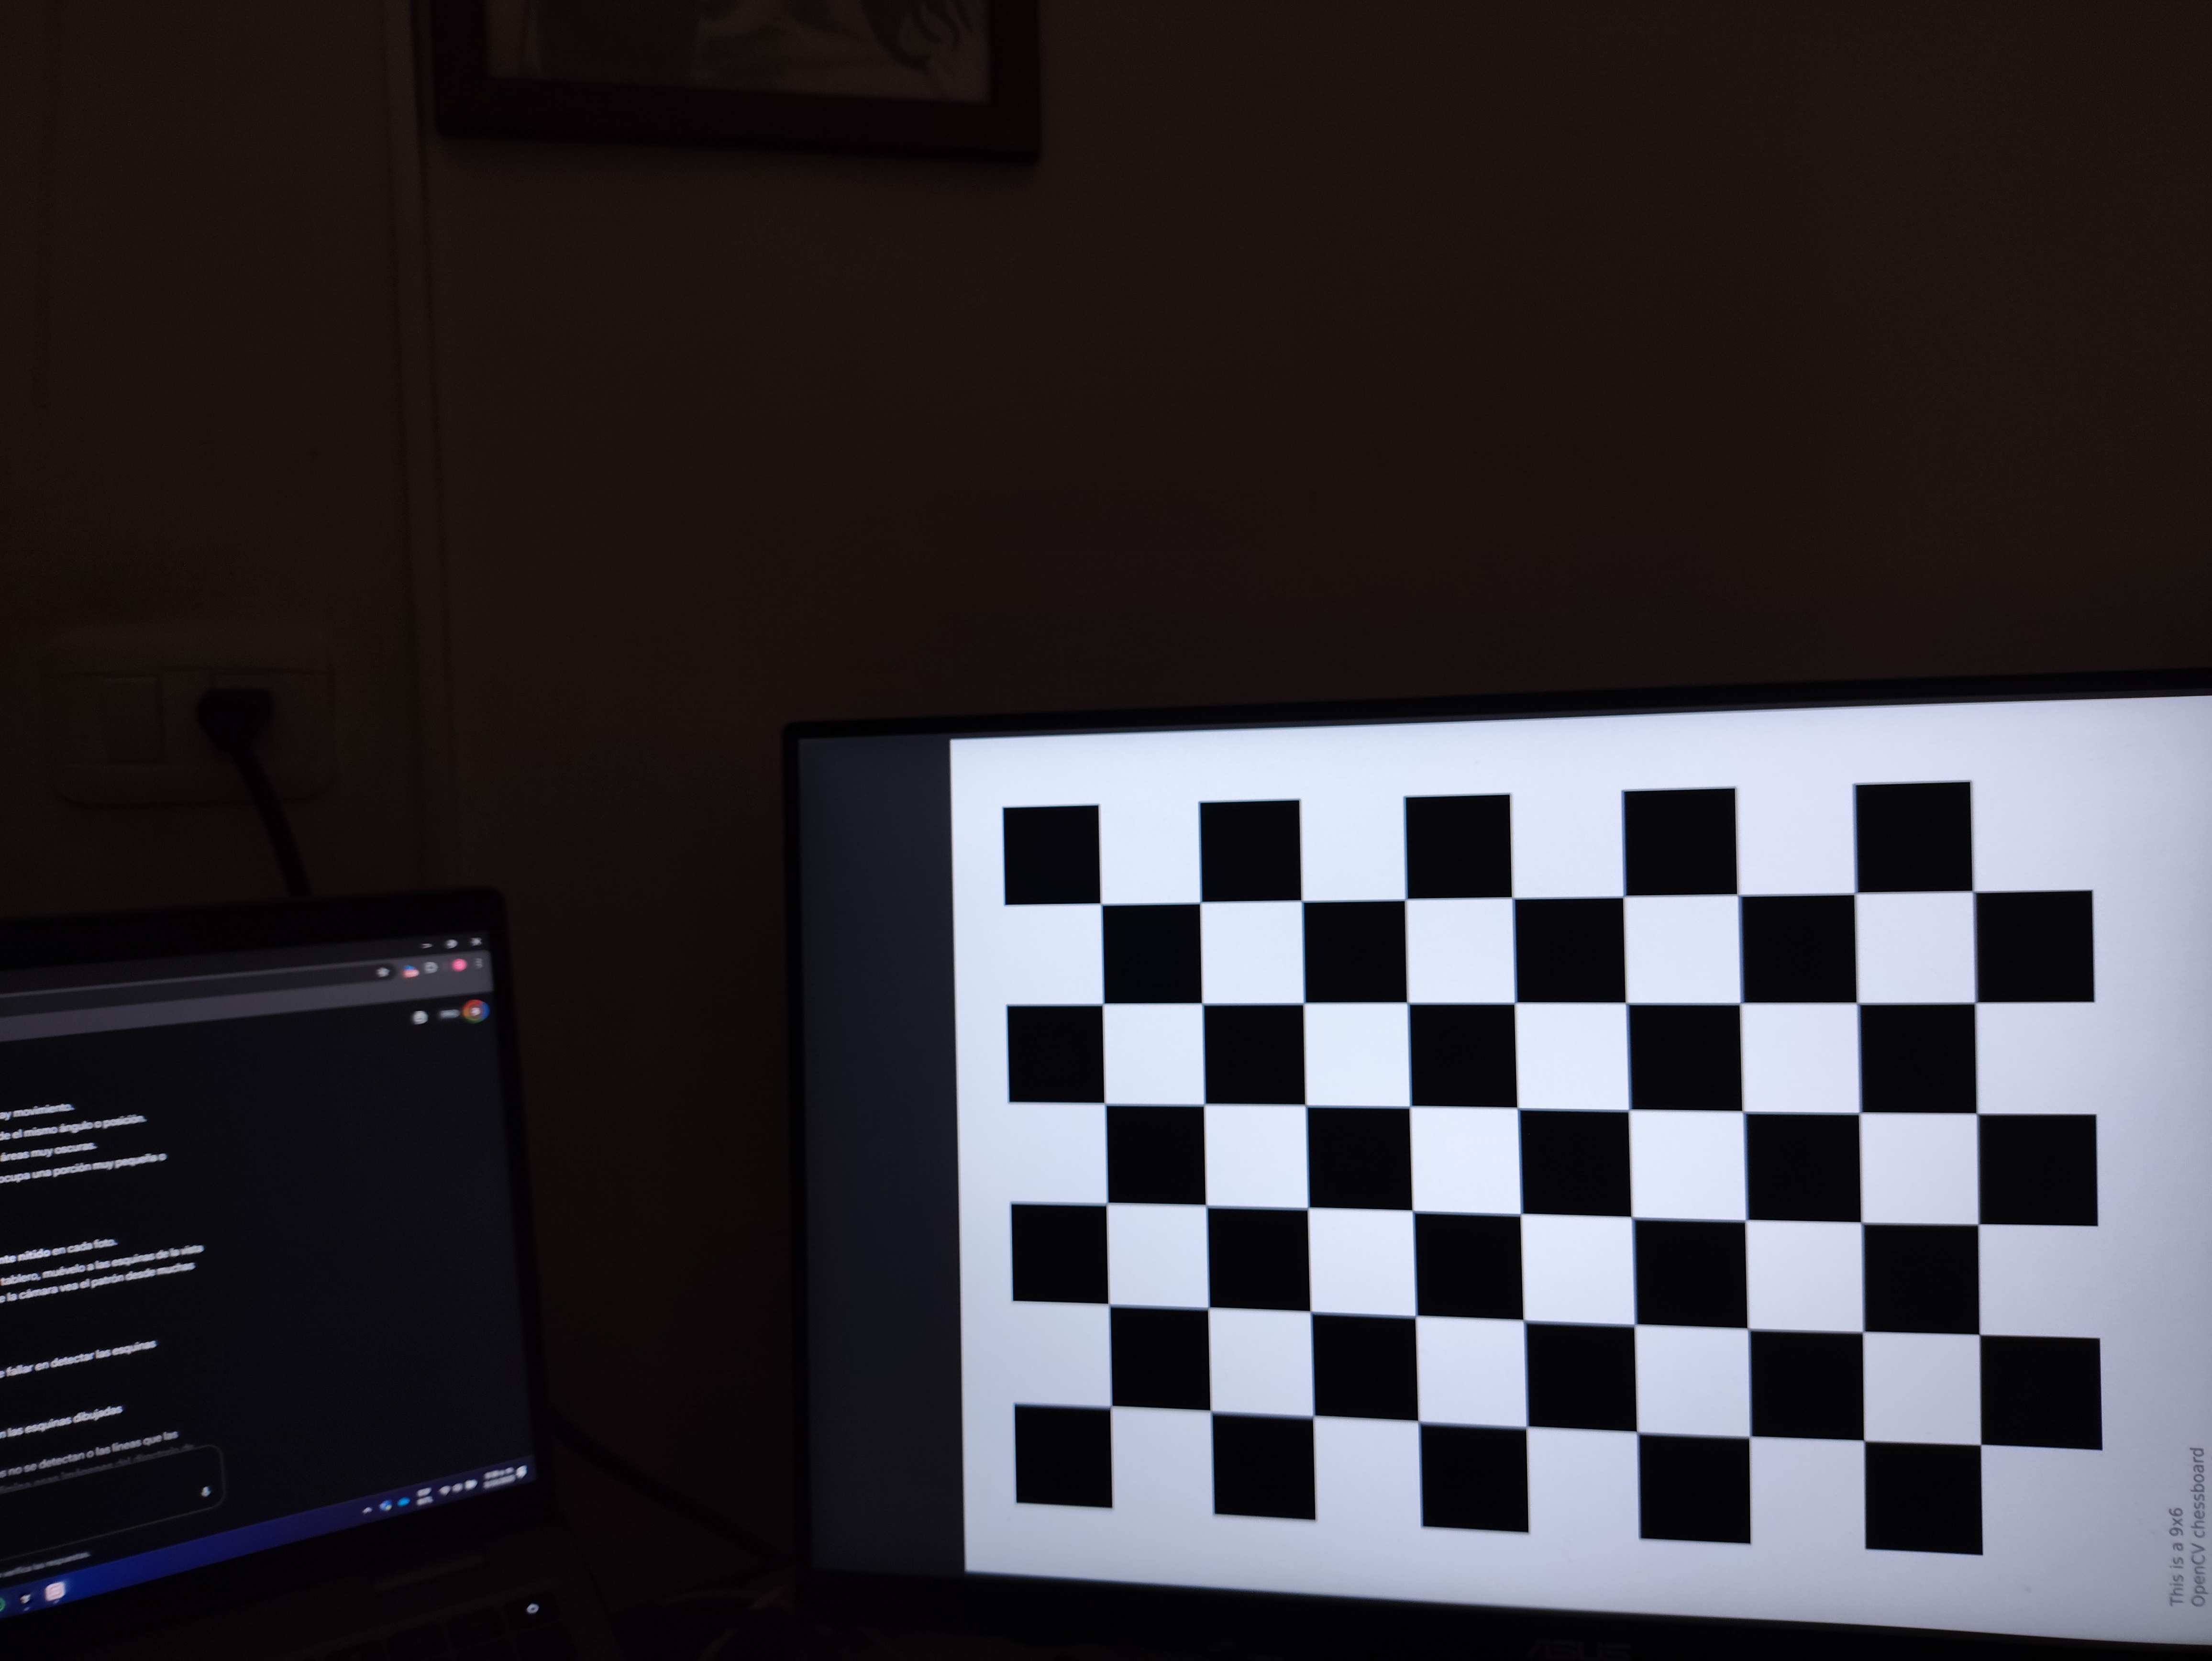 ay movimiento.
de el mismo ángulo o posición.
áreas muy oscuras.
ocupa una porción muy pequeña o
nte nítido en cada foto.
tablero, muévelo a las esquinas de la vista
e la cámara vea el patrón desde muchas
e fallar en detectar las esquinas
n las esquinas dibujadas
s no se detectan o las líneas que las
This is a 9x6
OpenCV chessboard
ASUS